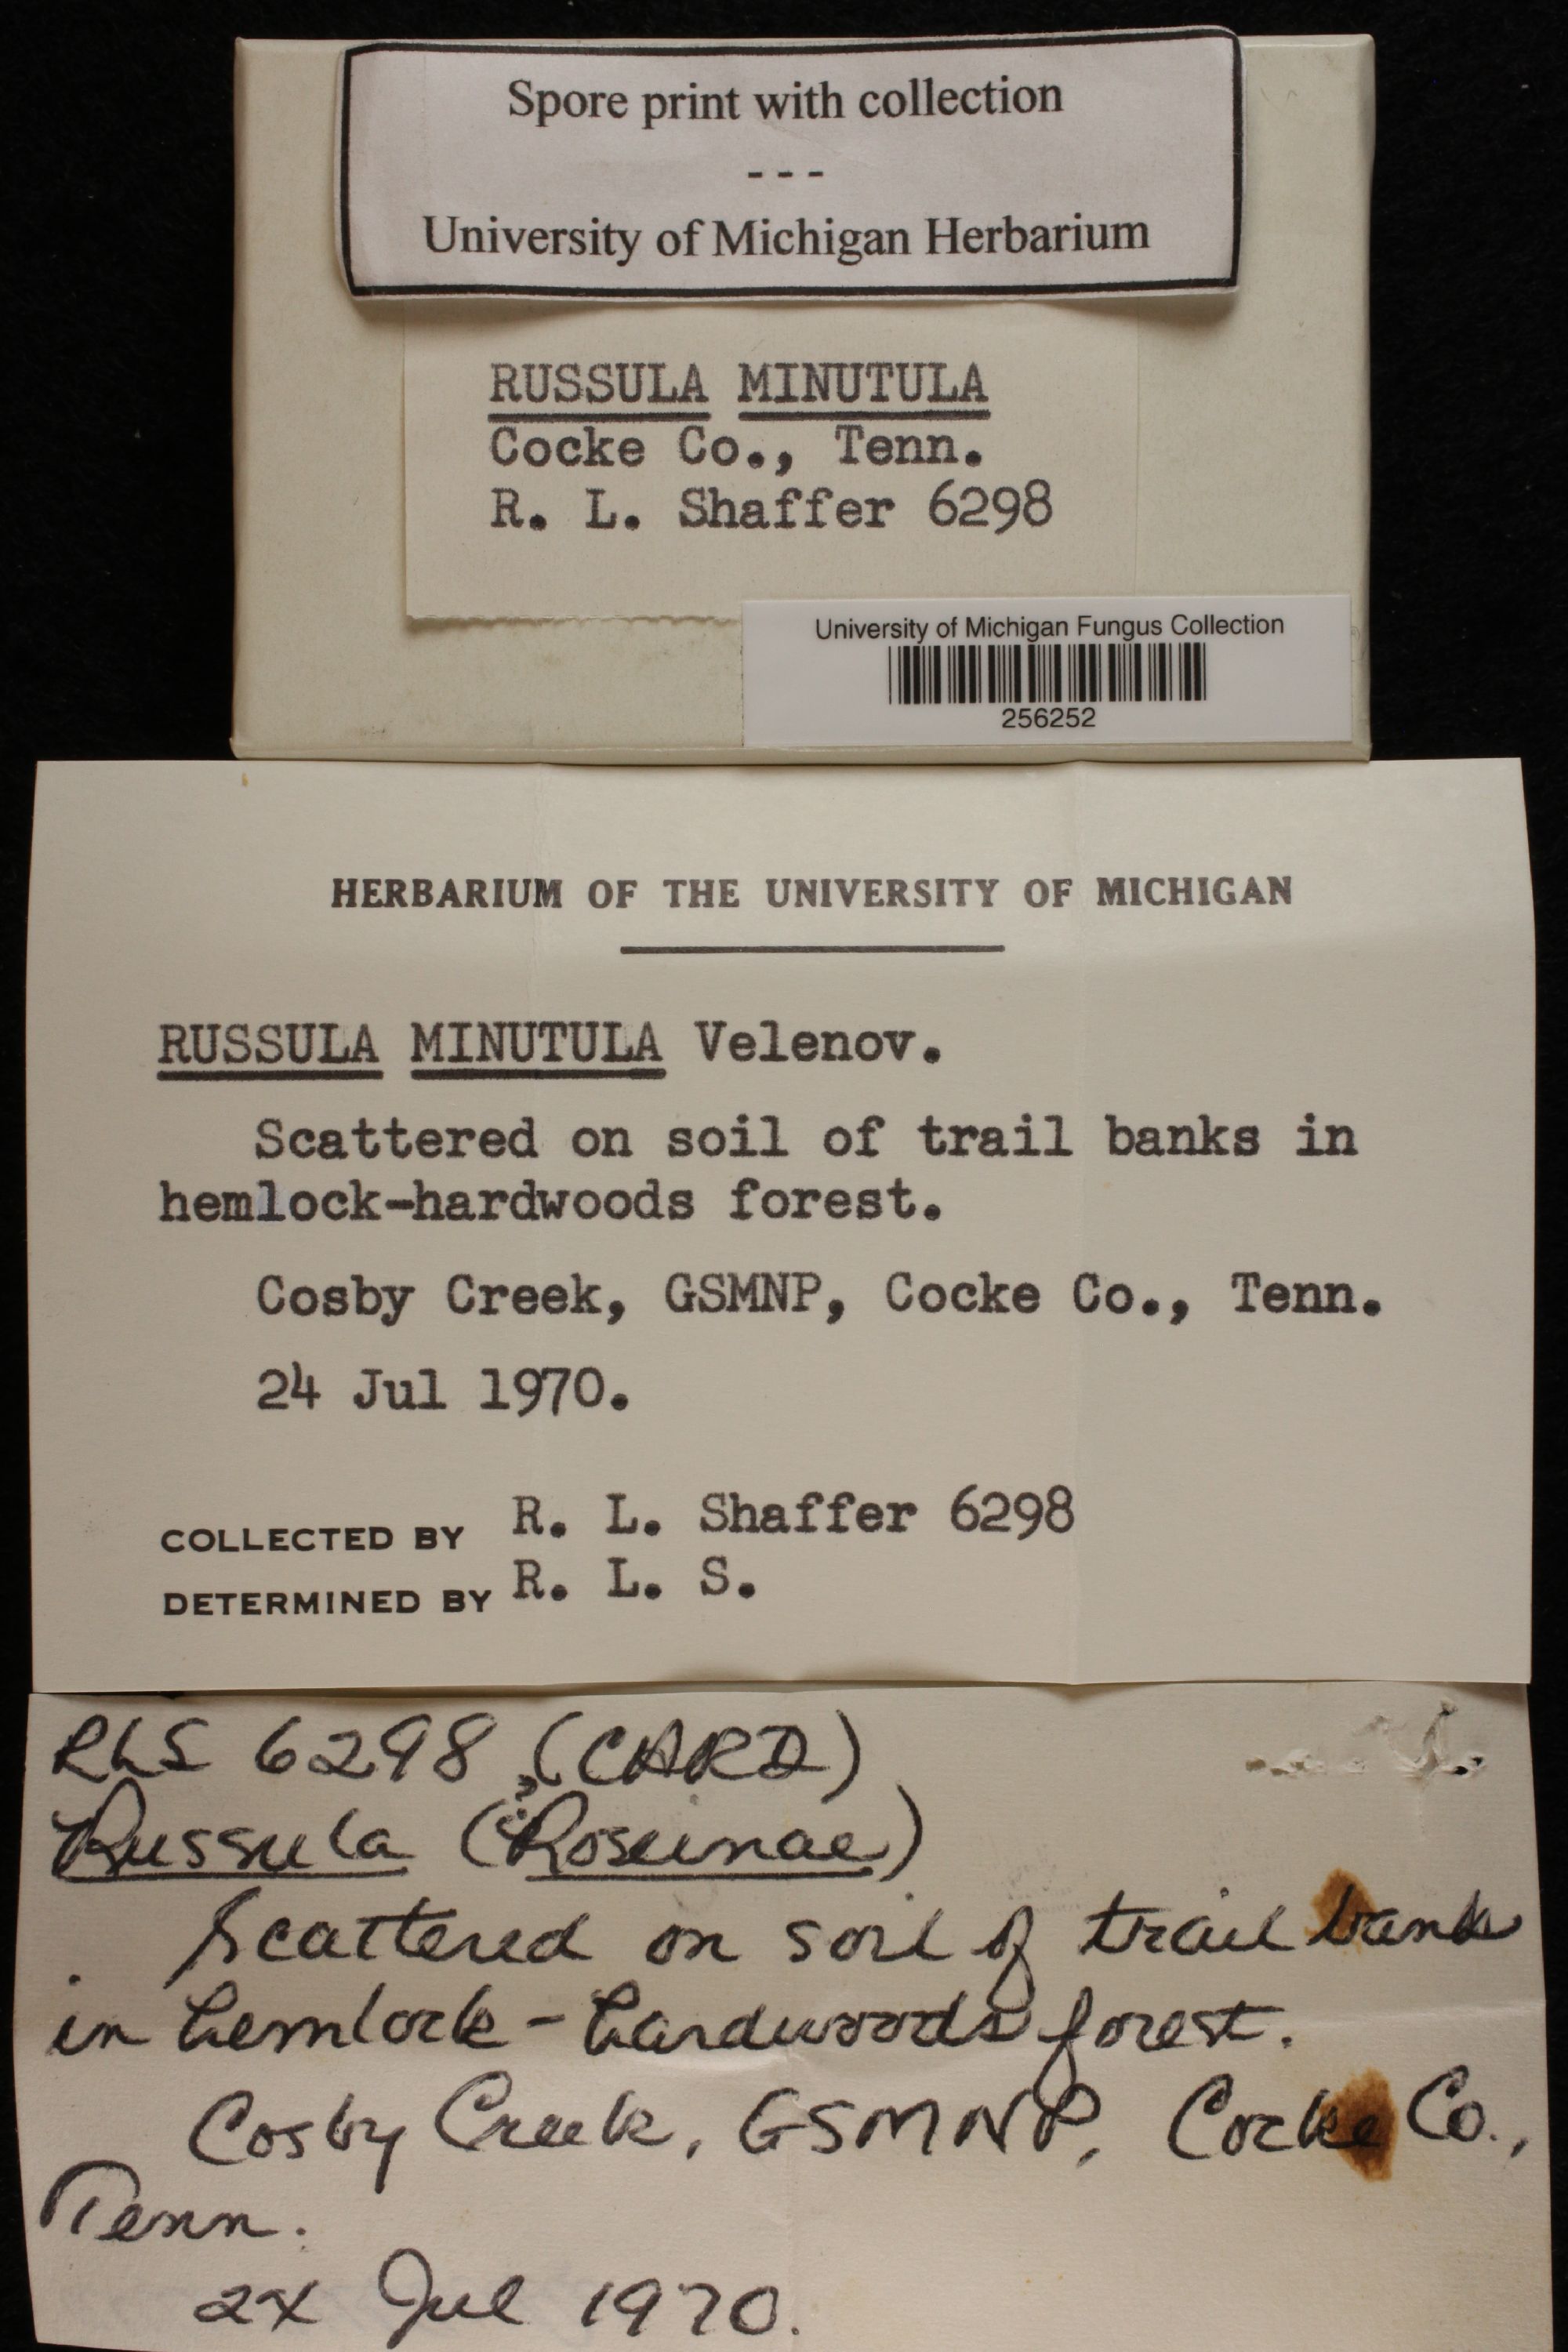 Spore print with collection
---
University of Michigan Herbarium
RUSSULA MINUTULA
Cocke Co., Tenn.
R. L. Shaffer 6298
University of Michigan Fungus Collection
256252
HERBARIUM OF THE UNIVERSITY OF MICHIGAN
RUSSULA MINUTULA Velenov.
Scattered on soil of trail banks in
hemlock-hardwoods forest.
Cosby Creek, GSMNP, Cocke Co., Tenn.
24 Jul 1970.
COLLECTED BY R. L. Shaffer 6298
DETERMINED BY R. L. S.
RLS 6298 (CARD)
Russula (?Roseinae)
Scattered on soil of trail bank
in hemlock-hardwoods forest.
Cosby Creek, GSMNP, Cocke Co.,
Tenn.
24 Jul 1970.